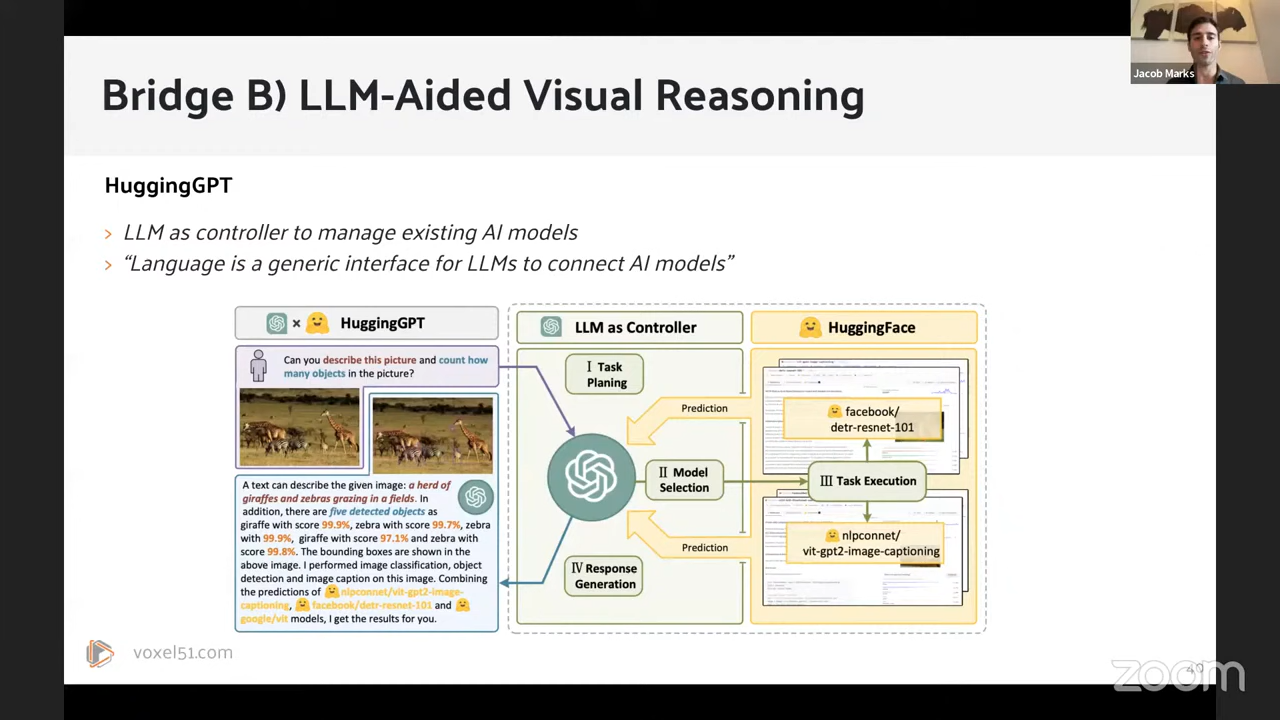 Jacob Marks
Bridge B) LLM-Aided Visual Reasoning
HuggingGPT
› LLM as controller to manage existing AI models
› “Language is a generic interface for LLMs to connect AI models”
× HuggingGPT
Can you describe this picture and count how
many objects in the picture?
A text can describe the given image: a herd of
giraffes and zebras grazing in a fields. In
addition, there are five detected objects as
giraffe with score 99.9%, zebra with score 99.7%, zebra
with 99.9%, giraffe with score 97.1% and zebra with
score 99.8%. The bounding boxes are shown in the
above image. I performed image classification, object
detection and image caption on this image. Combining
the predictions of nlpconnet/vit-gpt2-image-
captioning, facebook/detr-resnet-101 and
google/vit models, I get the results for you.
LLM as Controller
I Task
Planing
II Model
Selection
IV Response
Generation
Prediction
Prediction
HuggingFace
facebook/
detr-resnet-101
III Task Execution
nlpconnet/
vit-gpt2-image-captioning
voxel51.com
49
zoom